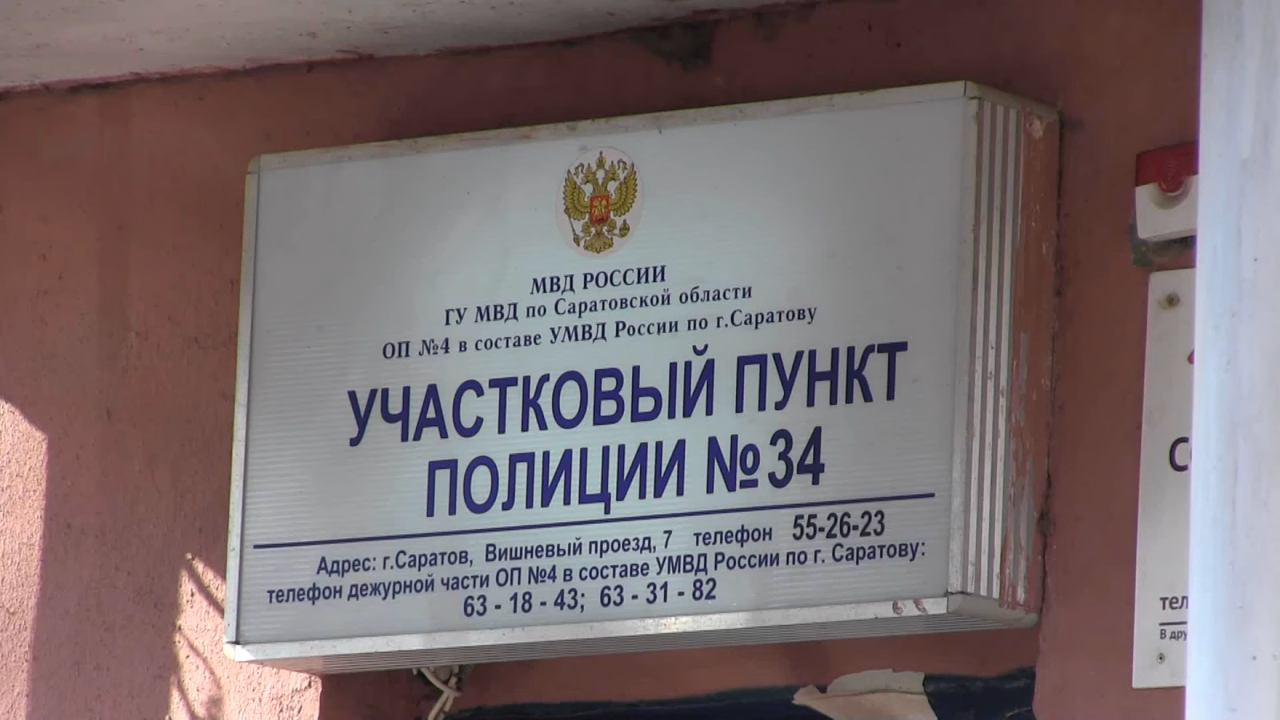 МВД РОССИИ
ГУ МВД по Саратовской области
ОП №4 в составе УМВД России по г.Саратову
УЧАСТКОВЫЙ ПУНКТ
ПОЛИЦИИ №34
Адрес: г.Саратов, Вишневый проезд, 7 телефон 55-26-23
телефон дежурной части ОП №4 в составе УМВД России по г. Саратову:
63 - 18 - 43; 63 - 31 - 82